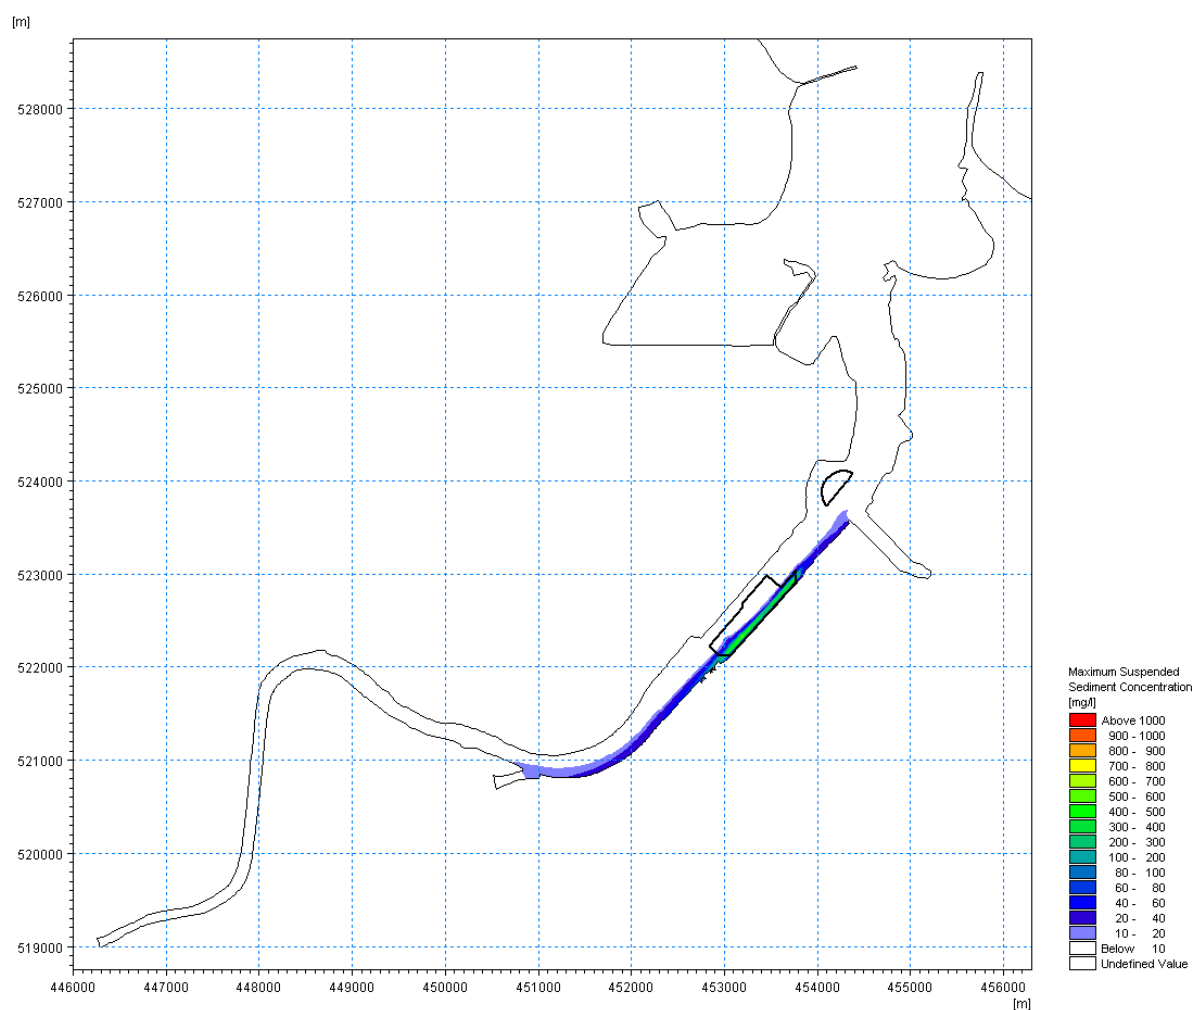 [m]
528000
527000
526000
525000
524000
523000
522000
521000
520000
519000
446000 447000 448000 449000 450000 451000 452000 453000 454000 455000 456000
[m]
Maximum Suspended
Sediment Concentration
[mg/l]
Above 1000
900 - 1000
800 - 900
700 - 800
600 - 700
500 - 600
400 - 500
300 - 400
200 - 300
100 - 200
80 - 100
60 - 80
40 - 60
20 - 40
10 - 20
Below 10
Undefined Value